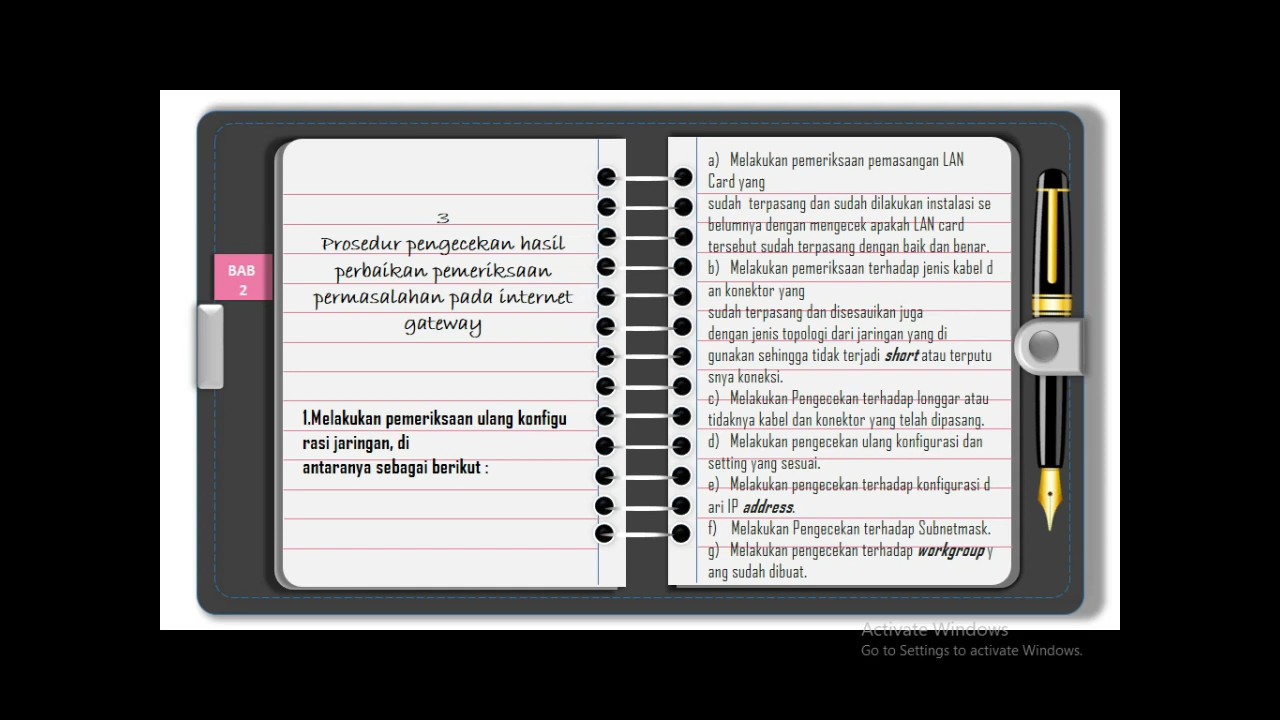 BAB
2
3
Prosedur pengecekan hasil
perbaikan pemeriksaan
permasalahan pada internet
gateway
1.Melakukan pemeriksaan ulang konfigu
rasi jaringan, di
antaranya sebagai berikut :
a) Melakukan pemeriksaan pemasangan LAN
Card yang
sudah terpasang dan sudah dilakukan instalasi se
belumnya dengan mengecek apakah LAN card
tersebut sudah terpasang dengan baik dan benar.
b) Melakukan pemeriksaan terhadap jenis kabel d
an konektor yang
sudah terpasang dan disesauikan juga
dengan jenis topologi dari jaringan yang di
gunakan sehingga tidak terjadi short atau terputu
snya koneksi.
c) Melakukan Pengecekan terhadap longgar atau
tidaknya kabel dan konektor yang telah dipasang.
d) Melakukan pengecekan ulang konfigurasi dan
setting yang sesuai.
e) Melakukan pengecekan terhadap konfigurasi d
ari IP address.
f) Melakukan Pengecekan terhadap Subnetmask.
g) Melakukan pengecekan terhadap workgroup y
ang sudah dibuat.
Activate Windows
Go to Settings to activate Windows.